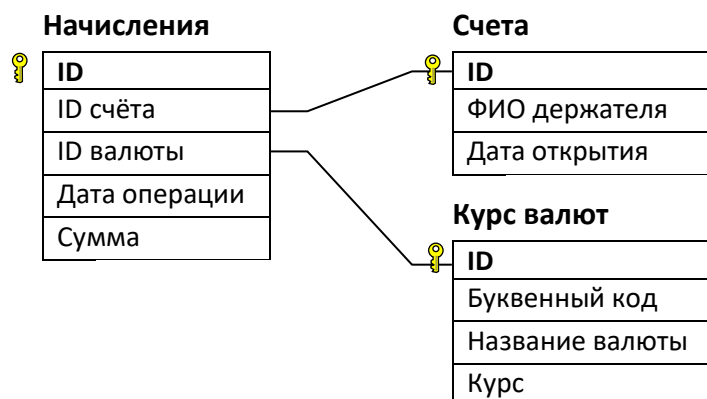 Начисления
ID
ID счёта
ID валюты
Дата операции
Сумма
Счета
ID
ФИО держателя
Дата открытия
Курс валют
ID
Буквенный код
Название валюты
Курс